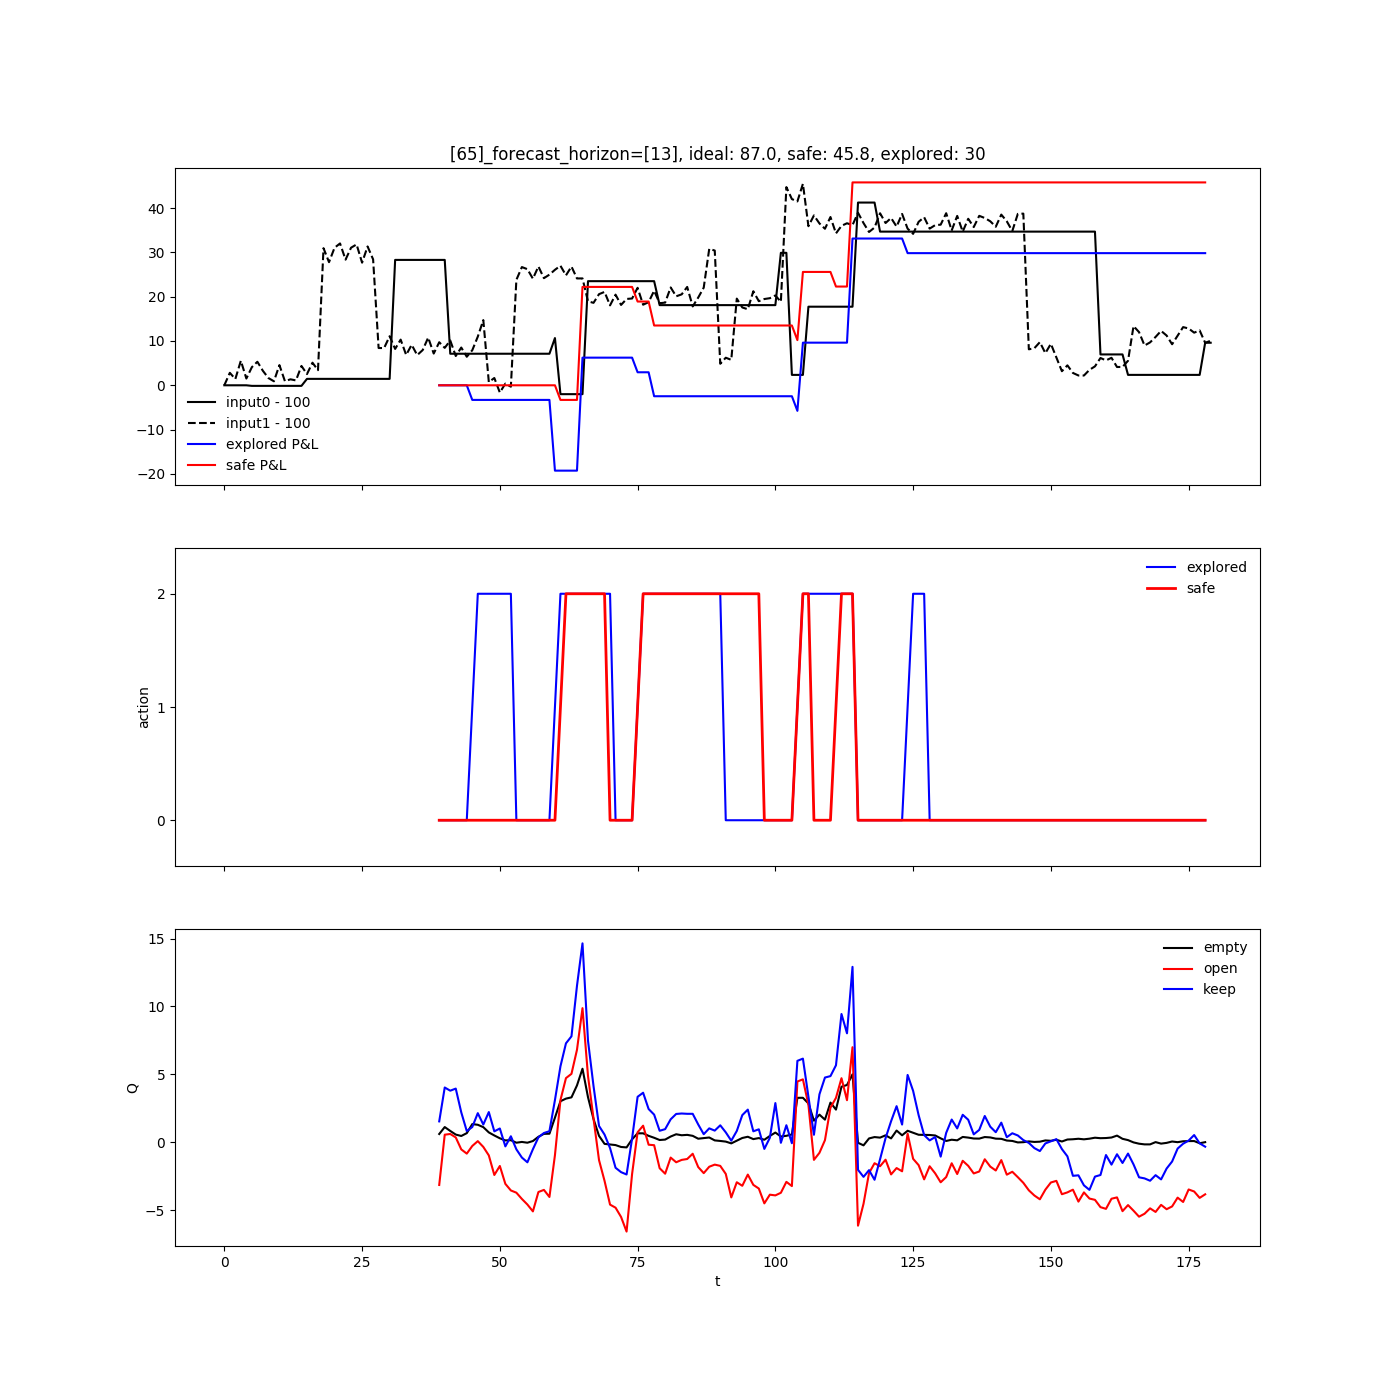 [65]_forecast_horizon=[13], ideal: 87.0, safe: 45.8, explored: 30
40
30
20
10
0
−10
−20
input0 - 100
input1 - 100
explored P&L
safe P&L
2
1
0
action
explored
safe
15
10
5
0
−5
Q
empty
open
keep
0 25 50 75 100 125 150 175
t